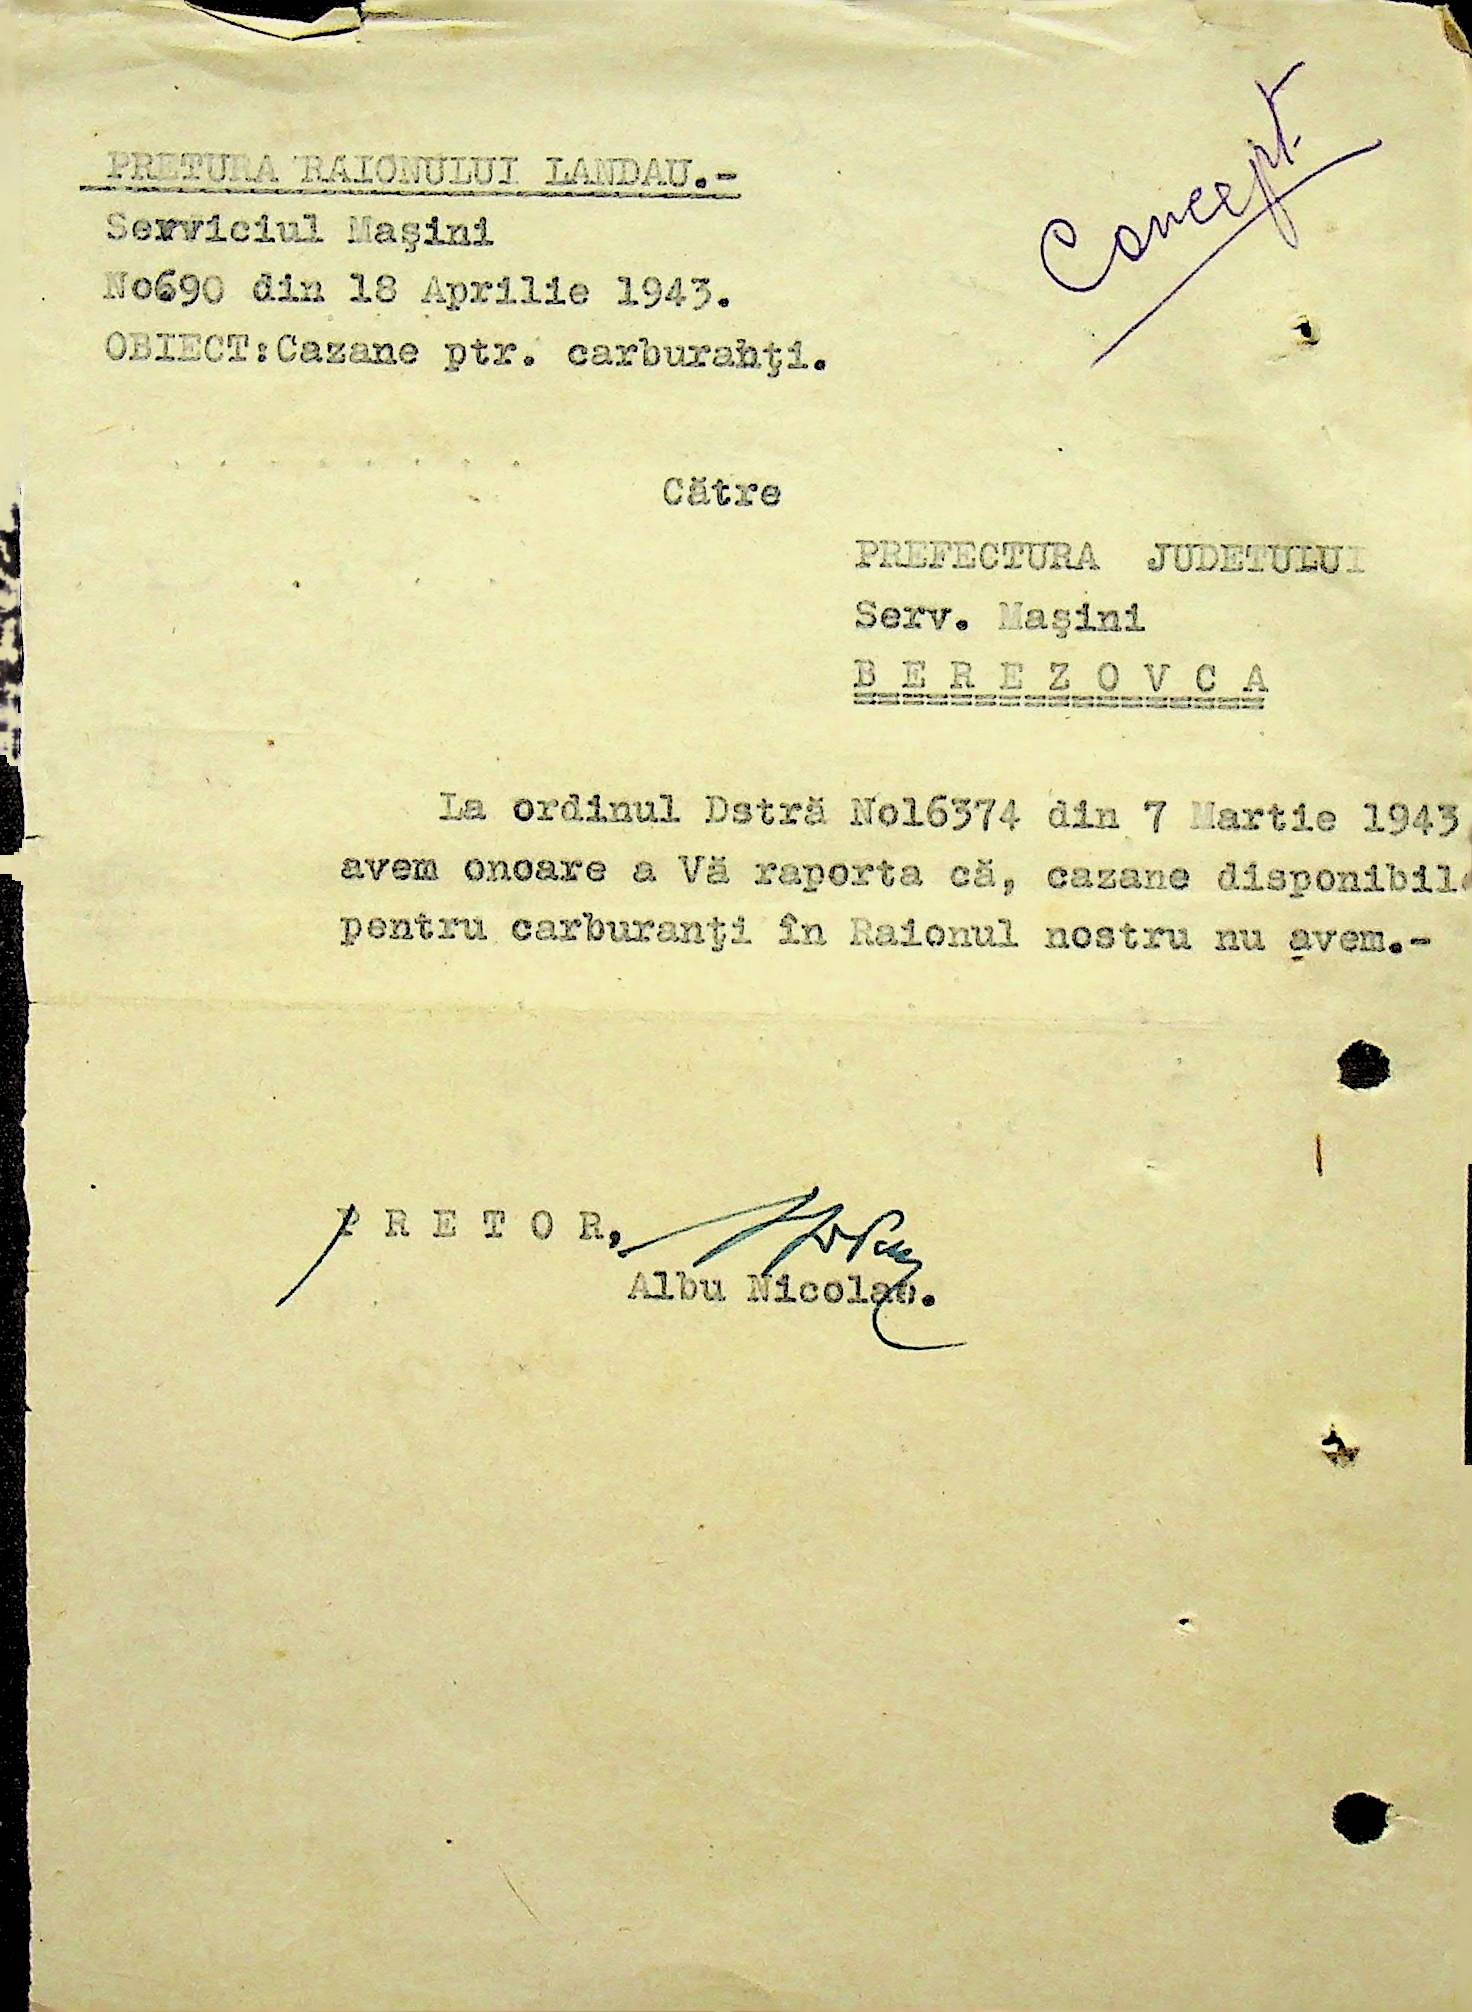 Concept.
PRETURA RAIONULUI LANDAU.-
Serviciul Maşini
No690 din 18 Aprilie 1943.
OBIECT:Cazane ptr. carburanţi.
Către
PREFECTURA JUDETULUI
Serv. Maşini
B E R E Z O V C A
La ordinul Dstră No16374 din 7 Martie 1943
avem onoare a Vă raporta că, cazane disponibile
pentru carburanţi în Raionul nostru nu avem.-
P R E T O R,
Albu Nicolae.